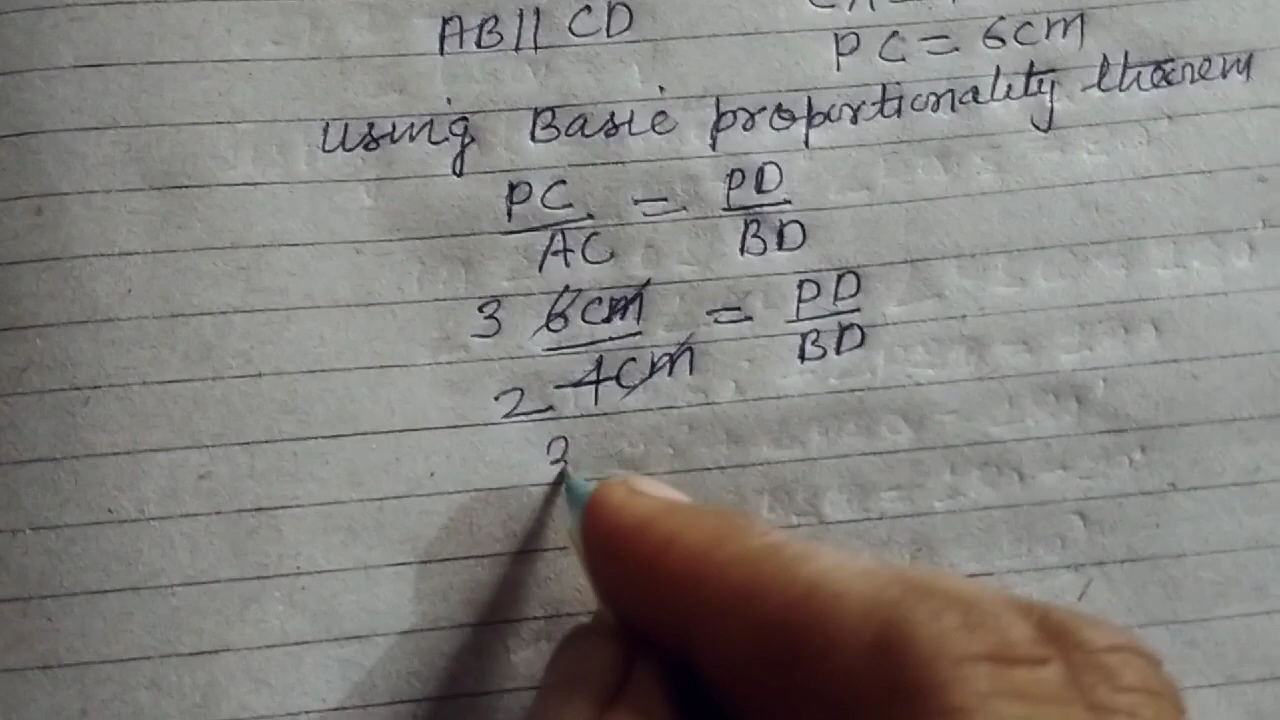 AB || CD
PC = 6cm
using Basic proportionality theorem
PC/AC = PD/BD
3 6cm/4cm 2 = PD/BD
3